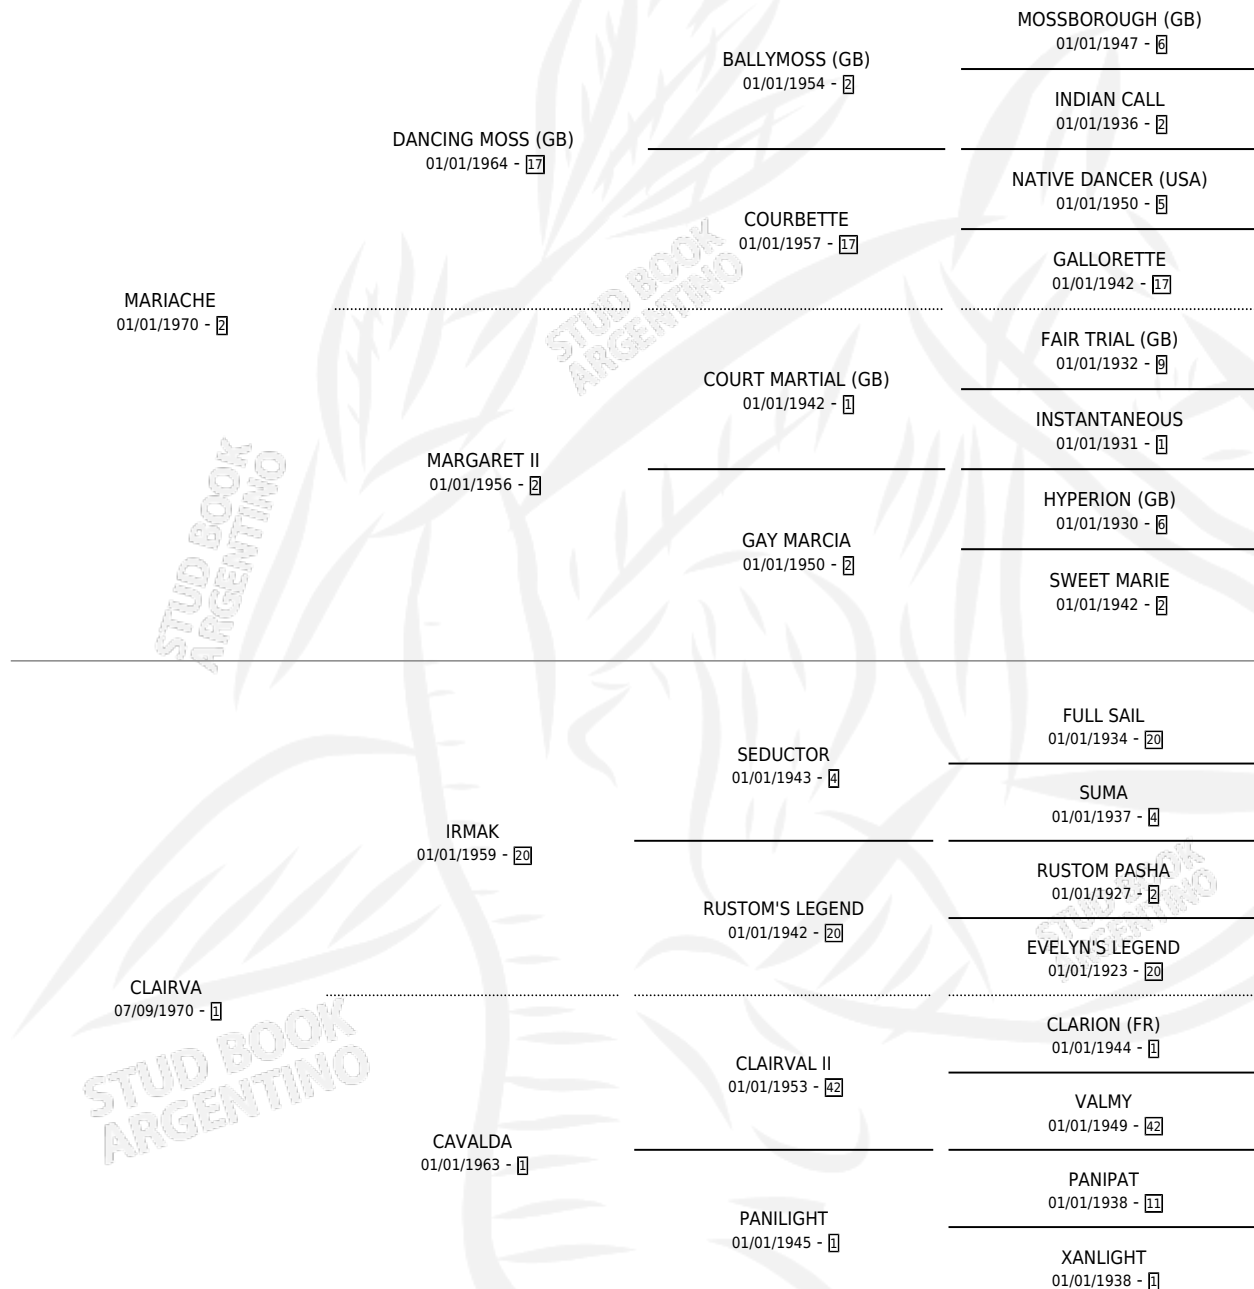 MARIACHE
01/01/1970 - 2
DANCING MOSS (GB)
01/01/1964 - 17
BALLYMOSS (GB)
01/01/1954 - 2
MOSSBOROUGH (GB)
01/01/1947 - 6
INDIAN CALL
01/01/1936 - 2
COURBETTE
01/01/1957 - 17
NATIVE DANCER (USA)
01/01/1950 - 5
GALLORETTE
01/01/1942 - 17
MARGARET II
01/01/1956 - 2
COURT MARTIAL (GB)
01/01/1942 - 1
FAIR TRIAL (GB)
01/01/1932 - 9
INSTANTANEOUS
01/01/1931 - 1
GAY MARCIA
01/01/1950 - 2
HYPERION (GB)
01/01/1930 - 6
SWEET MARIE
01/01/1942 - 2
CLAIRVA
07/09/1970 - 1
IRMAK
01/01/1959 - 20
SEDUCTOR
01/01/1943 - 4
FULL SAIL
01/01/1934 - 20
SUMA
01/01/1937 - 4
RUSTOM'S LEGEND
01/01/1942 - 20
RUSTOM PASHA
01/01/1927 - 2
EVELYN'S LEGEND
01/01/1923 - 20
CAVALDA
01/01/1963 - 1
CLAIRVAL II
01/01/1953 - 42
CLARION (FR)
01/01/1944 - 1
VALMY
01/01/1949 - 42
PANILIGHT
01/01/1945 - 1
PANIPAT
01/01/1938 - 11
XANLIGHT
01/01/1938 - 1
STUD BOOK
ARGENTINO
STUD BOOK
ARGENTINO
STUD BOOK
ARGENTINO
STUD BOOK
ARGENTINO